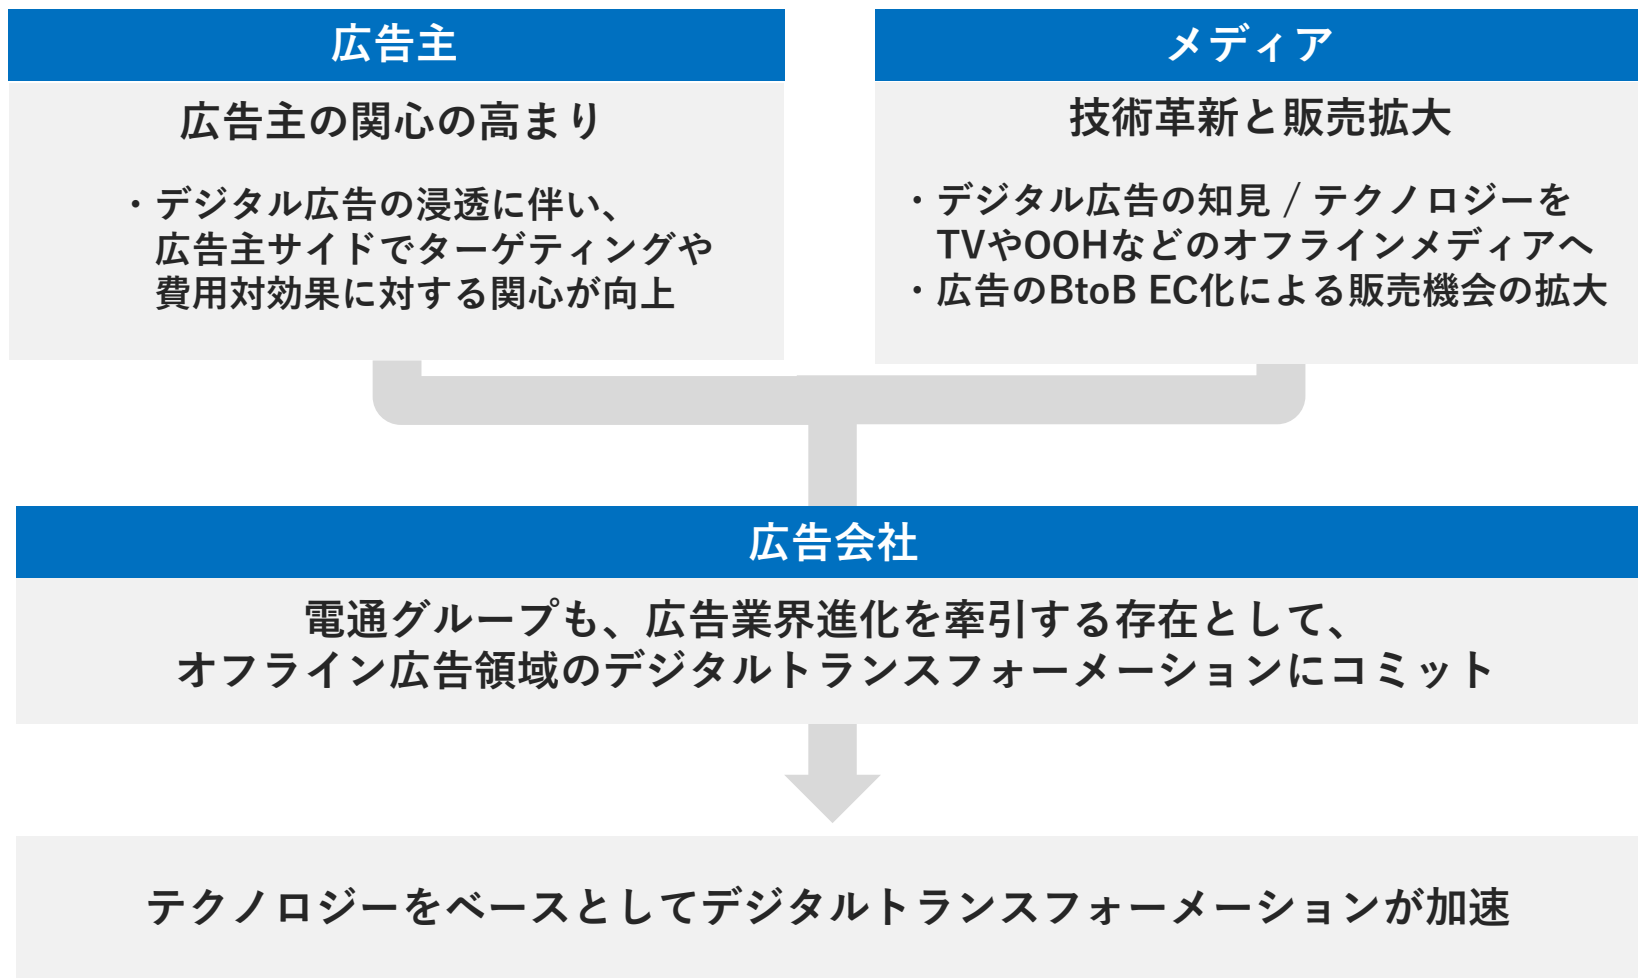 広告主
広告主の関心の高まり
・デジタル広告の浸透に伴い、
広告主サイドでターゲティングや
費用対効果に対する関心が向上
メディア
技術革新と販売拡大
・デジタル広告の知見 / テクノロジーを
TVやOOHなどのオフラインメディアへ
・広告のBtoB EC化による販売機会の拡大
広告会社
電通グループも、広告業界進化を牽引する存在として、
オフライン広告領域のデジタルトランスフォーメーションにコミット
テクノロジーをベースとしてデジタルトランスフォーメーションが加速